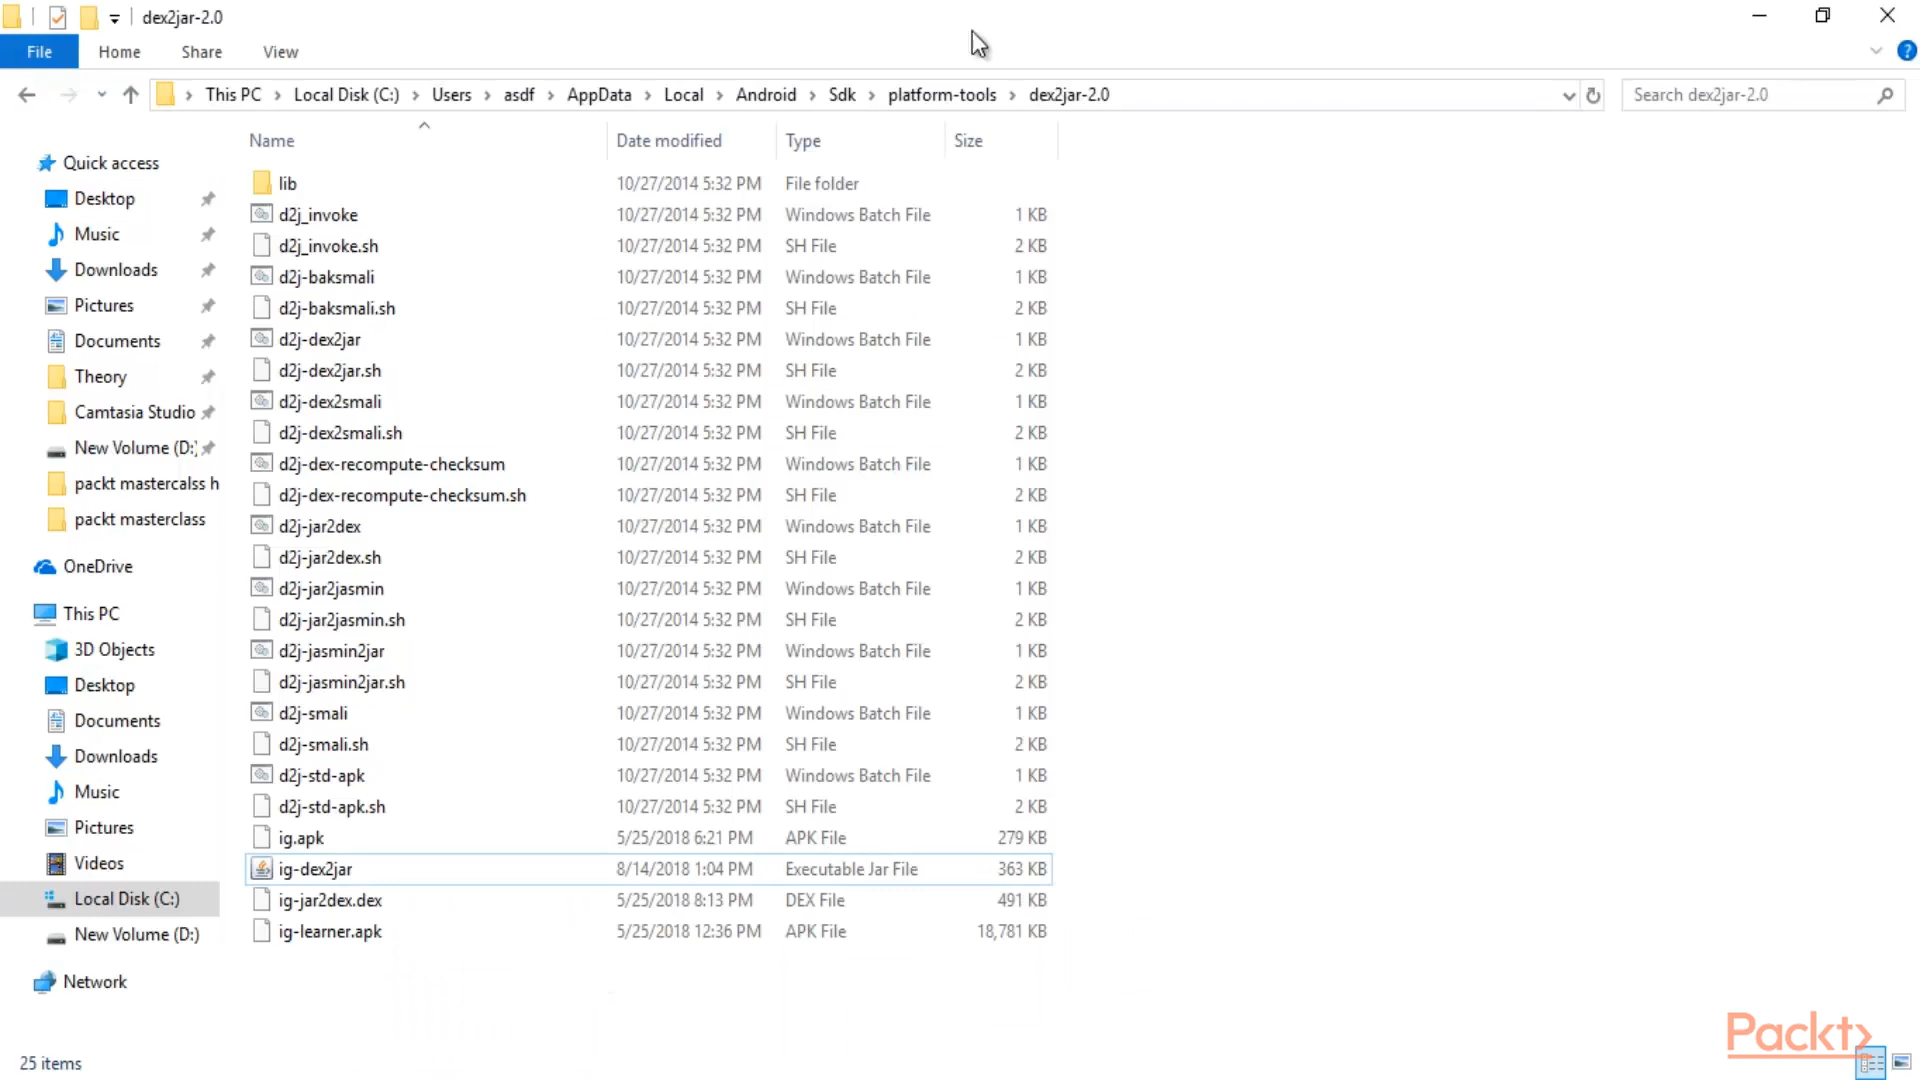 dex2jar-2.0
File Home Share View
This PC Local Disk (C:) Users asdf AppData Local Android Sdk platform-tools dex2jar-2.0
Search dex2jar-2.0
Name Date modified Type Size
Quick access
Desktop
Music
Downloads
Pictures
Documents
Theory
Camtasia Studio
New Volume (D:)
packt mastercalss h
packt masterclass
OneDrive
This PC
3D Objects
Desktop
Documents
Downloads
Music
Pictures
Videos
Local Disk (C:)
New Volume (D:)
Network
lib 10/27/2014 5:32 PM File folder
d2j_invoke 10/27/2014 5:32 PM Windows Batch File 1 KB
d2j_invoke.sh 10/27/2014 5:32 PM SH File 2 KB
d2j-baksmali 10/27/2014 5:32 PM Windows Batch File 1 KB
d2j-baksmali.sh 10/27/2014 5:32 PM SH File 2 KB
d2j-dex2jar 10/27/2014 5:32 PM Windows Batch File 1 KB
d2j-dex2jar.sh 10/27/2014 5:32 PM SH File 2 KB
d2j-dex2smali 10/27/2014 5:32 PM Windows Batch File 1 KB
d2j-dex2smali.sh 10/27/2014 5:32 PM SH File 2 KB
d2j-dex-recompute-checksum 10/27/2014 5:32 PM Windows Batch File 1 KB
d2j-dex-recompute-checksum.sh 10/27/2014 5:32 PM SH File 2 KB
d2j-jar2dex 10/27/2014 5:32 PM Windows Batch File 1 KB
d2j-jar2dex.sh 10/27/2014 5:32 PM SH File 2 KB
d2j-jar2jasmin 10/27/2014 5:32 PM Windows Batch File 1 KB
d2j-jar2jasmin.sh 10/27/2014 5:32 PM SH File 2 KB
d2j-jasmin2jar 10/27/2014 5:32 PM Windows Batch File 1 KB
d2j-jasmin2jar.sh 10/27/2014 5:32 PM SH File 2 KB
d2j-smali 10/27/2014 5:32 PM Windows Batch File 1 KB
d2j-smali.sh 10/27/2014 5:32 PM SH File 2 KB
d2j-std-apk 10/27/2014 5:32 PM Windows Batch File 1 KB
d2j-std-apk.sh 10/27/2014 5:32 PM SH File 2 KB
ig.apk 5/25/2018 6:21 PM APK File 279 KB
ig-dex2jar 8/14/2018 1:04 PM Executable Jar File 363 KB
ig-jar2dex.dex 5/25/2018 8:13 PM DEX File 491 KB
ig-learner.apk 5/25/2018 12:36 PM APK File 18,781 KB
25 items
Packt